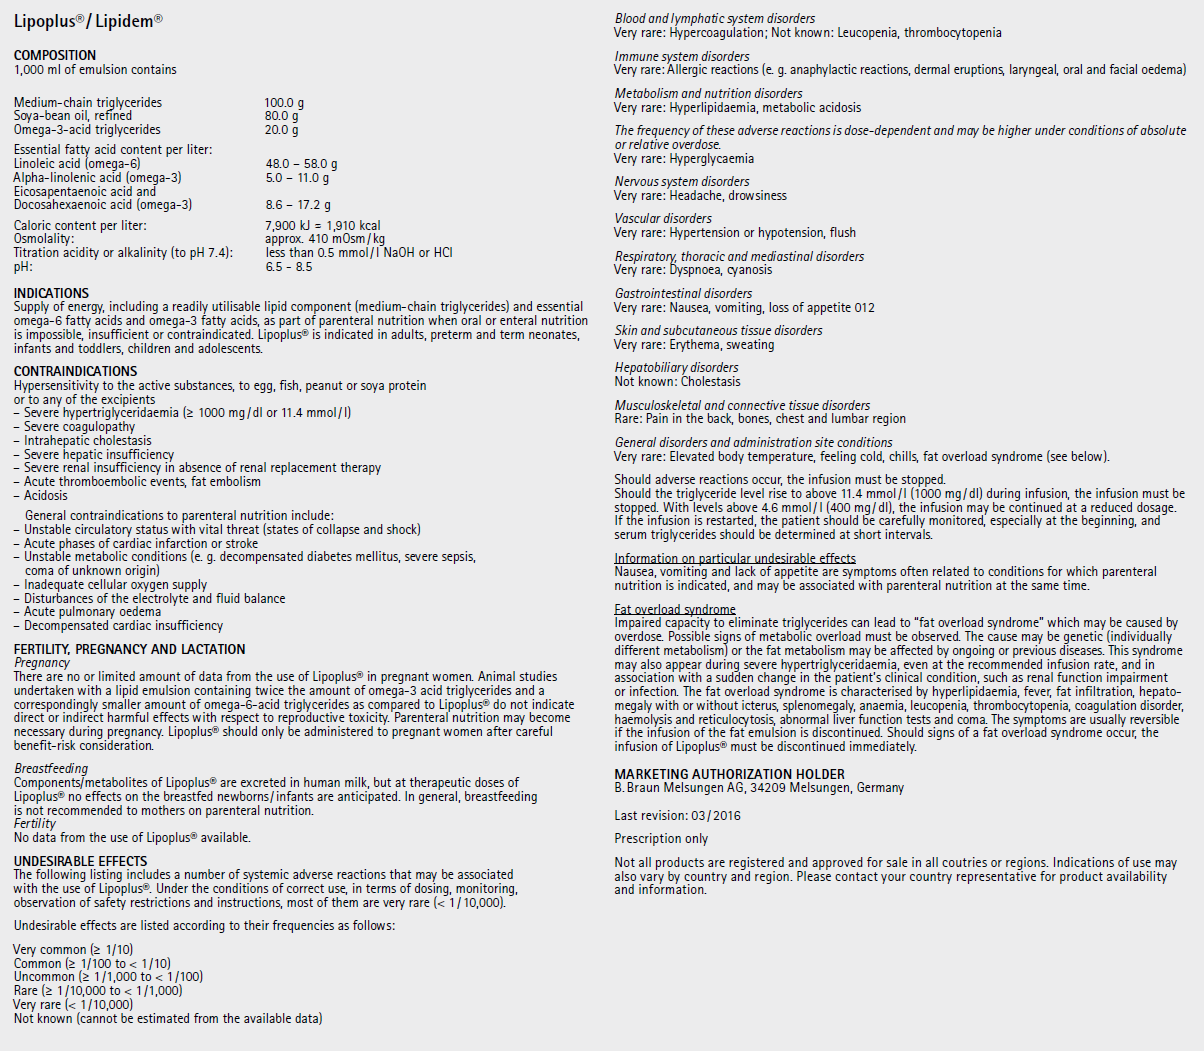 Lipoplus®/ Lipidem®
COMPOSITION
1,000 ml of emulsion contains
Medium-chain triglycerides 100.0 g
Soya-bean oil, refined 80.0 g
Omega-3-acid triglycerides 20.0 g
Essential fatty acid content per liter:
Linoleic acid (omega-6) 48.0 – 58.0 g
Alpha-linolenic acid (omega-3) 5.0 – 11.0 g
Eicosapentaenoic acid and
Docosahexaenoic acid (omega-3) 8.6 – 17.2 g
Caloric content per liter: 7,900 kJ = 1,910 kcal
Osmolality: approx. 410 mOsm/kg
Titration acidity or alkalinity (to pH 7.4): less than 0.5 mmol/l NaOH or HCl
pH: 6.5 - 8.5
INDICATIONS
Supply of energy, including a readily utilisable lipid component (medium-chain triglycerides) and essential
omega-6 fatty acids and omega-3 fatty acids, as part of parenteral nutrition when oral or enteral nutrition
is impossible, insufficient or contraindicated. Lipoplus® is indicated in adults, preterm and term neonates,
infants and toddlers, children and adolescents.
CONTRAINDICATIONS
Hypersensitivity to the active substances, to egg, fish, peanut or soya protein
or to any of the excipients
– Severe hypertriglyceridaemia (≥ 1000 mg/dl or 11.4 mmol/l)
– Severe coagulopathy
– Intrahepatic cholestasis
– Severe hepatic insufficiency
– Severe renal insufficiency in absence of renal replacement therapy
– Acute thromboembolic events, fat embolism
– Acidosis
General contraindications to parenteral nutrition include:
– Unstable circulatory status with vital threat (states of collapse and shock)
– Acute phases of cardiac infarction or stroke
– Unstable metabolic conditions (e. g. decompensated diabetes mellitus, severe sepsis,
coma of unknown origin)
– Inadequate cellular oxygen supply
– Disturbances of the electrolyte and fluid balance
– Acute pulmonary oedema
– Decompensated cardiac insufficiency
FERTILITY, PREGNANCY AND LACTATION
Pregnancy
There are no or limited amount of data from the use of Lipoplus® in pregnant women. Animal studies
undertaken with a lipid emulsion containing twice the amount of omega-3 acid triglycerides and a
correspondingly smaller amount of omega-6-acid triglycerides as compared to Lipoplus® do not indicate
direct or indirect harmful effects with respect to reproductive toxicity. Parenteral nutrition may become
necessary during pregnancy. Lipoplus® should only be administered to pregnant women after careful
benefit-risk consideration.
Breastfeeding
Components/metabolites of Lipoplus® are excreted in human milk, but at therapeutic doses of
Lipoplus® no effects on the breastfed newborns/infants are anticipated. In general, breastfeeding
is not recommended to mothers on parenteral nutrition.
Fertility
No data from the use of Lipoplus® available.
UNDESIRABLE EFFECTS
The following listing includes a number of systemic adverse reactions that may be associated
with the use of Lipoplus®. Under the conditions of correct use, in terms of dosing, monitoring,
observation of safety restrictions and instructions, most of them are very rare (< 1/10,000).
Undesirable effects are listed according to their frequencies as follows:
Very common (≥ 1/10)
Common (≥ 1/100 to < 1/10)
Uncommon (≥ 1/1,000 to < 1/100)
Rare (≥ 1/10,000 to < 1/1,000)
Very rare (< 1/10,000)
Not known (cannot be estimated from the available data)
Blood and lymphatic system disorders
Very rare: Hypercoagulation; Not known: Leucopenia, thrombocytopenia
Immune system disorders
Very rare: Allergic reactions (e. g. anaphylactic reactions, dermal eruptions, laryngeal, oral and facial oedema)
Metabolism and nutrition disorders
Very rare: Hyperlipidaemia, metabolic acidosis
The frequency of these adverse reactions is dose-dependent and may be higher under conditions of absolute
or relative overdose.
Very rare: Hyperglycaemia
Nervous system disorders
Very rare: Headache, drowsiness
Vascular disorders
Very rare: Hypertension or hypotension, flush
Respiratory, thoracic and mediastinal disorders
Very rare: Dyspnoea, cyanosis
Gastrointestinal disorders
Very rare: Nausea, vomiting, loss of appetite 012
Skin and subcutaneous tissue disorders
Very rare: Erythema, sweating
Hepatobiliary disorders
Not known: Cholestasis
Musculoskeletal and connective tissue disorders
Rare: Pain in the back, bones, chest and lumbar region
General disorders and administration site conditions
Very rare: Elevated body temperature, feeling cold, chills, fat overload syndrome (see below).
Should adverse reactions occur, the infusion must be stopped.
Should the triglyceride level rise to above 11.4 mmol/l (1000 mg/dl) during infusion, the infusion must be
stopped. With levels above 4.6 mmol/l (400 mg/dl), the infusion may be continued at a reduced dosage.
If the infusion is restarted, the patient should be carefully monitored, especially at the beginning, and
serum triglycerides should be determined at short intervals.
Information on particular undesirable effects
Nausea, vomiting and lack of appetite are symptoms often related to conditions for which parenteral
nutrition is indicated, and may be associated with parenteral nutrition at the same time.
Fat overload syndrome
Impaired capacity to eliminate triglycerides can lead to “fat overload syndrome” which may be caused by
overdose. Possible signs of metabolic overload must be observed. The cause may be genetic (individually
different metabolism) or the fat metabolism may be affected by ongoing or previous diseases. This syndrome
may also appear during severe hypertriglyceridaemia, even at the recommended infusion rate, and in
association with a sudden change in the patient's clinical condition, such as renal function impairment
or infection. The fat overload syndrome is characterised by hyperlipidaemia, fever, fat infiltration, hepato-
megaly with or without icterus, splenomegaly, anaemia, leucopenia, thrombocytopenia, coagulation disorder,
haemolysis and reticulocytosis, abnormal liver function tests and coma. The symptoms are usually reversible
if the infusion of the fat emulsion is discontinued. Should signs of a fat overload syndrome occur, the
infusion of Lipoplus® must be discontinued immediately.
MARKETING AUTHORIZATION HOLDER
B. Braun Melsungen AG, 34209 Melsungen, Germany
Last revision: 03/2016
Prescription only
Not all products are registered and approved for sale in all coutries or regions. Indications of use may
also vary by country and region. Please contact your country representative for product availability
and information.